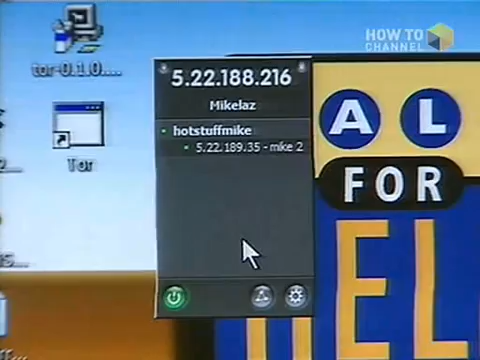 HOW TO
CHANNEL
tor-0.1.0....
5.22.188.216
Mikelaz
hotstuffmike
5.22.189.35 - mke 2
Tor
A L
FOR
EL